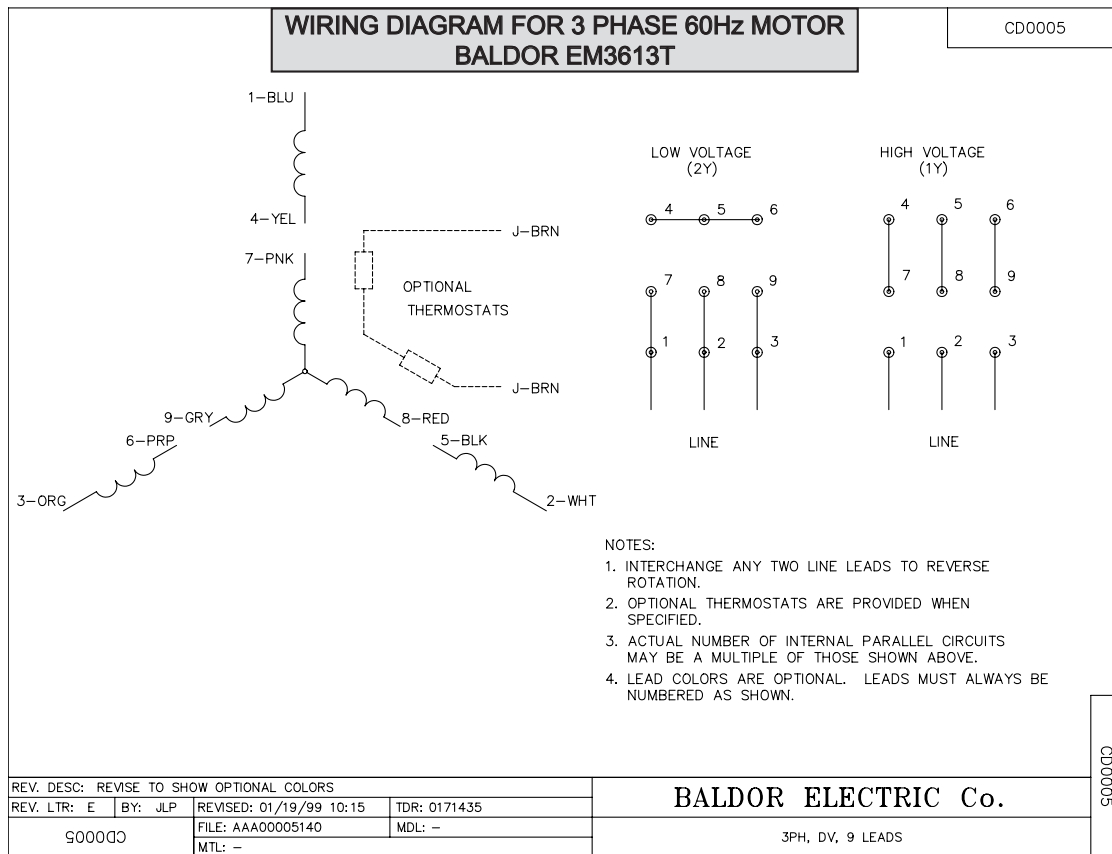 WIRING DIAGRAM FOR 3 PHASE 60Hz MOTOR
BALDOR EM3613T
CD0005
1-BLU
4-YEL
7-PNK
J-BRN
OPTIONAL
THERMOSTATS
J-BRN
9-GRY
6-PRP
3-ORG
8-RED
5-BLK
2-WHT
LOW VOLTAGE
(2Y)
4 5 6
7 8 9
1 2 3
LINE
HIGH VOLTAGE
(1Y)
4 5 6
7 8 9
1 2 3
LINE
NOTES:
1. INTERCHANGE ANY TWO LINE LEADS TO REVERSE
ROTATION.
2. OPTIONAL THERMOSTATS ARE PROVIDED WHEN
SPECIFIED.
3. ACTUAL NUMBER OF INTERNAL PARALLEL CIRCUITS
MAY BE A MULTIPLE OF THOSE SHOWN ABOVE.
4. LEAD COLORS ARE OPTIONAL. LEADS MUST ALWAYS BE
NUMBERED AS SHOWN.
CD0005
REV. DESC: REVISE TO SHOW OPTIONAL COLORS
REV. LTR: E BY: JLP REVISED: 01/19/99 10:15 TDR: 0171435
CD0005
FILE: AAA00005140 MDL: -
MTL: -
BALDOR ELECTRIC Co.
3PH, DV, 9 LEADS